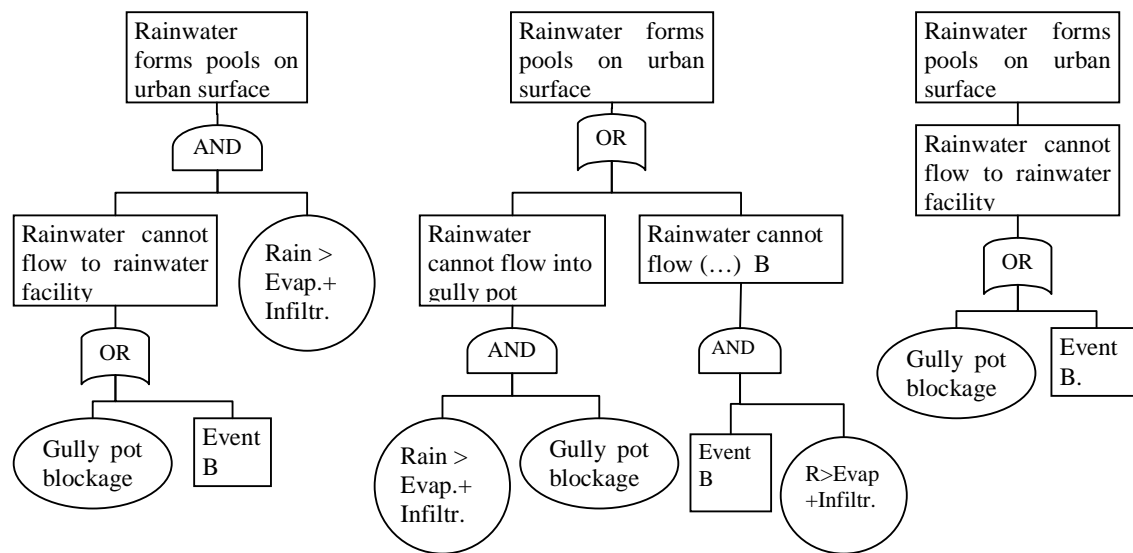 Rainwater
forms pools on
urban surface
AND
Rainwater cannot
flow to rainwater
facility
Rain >
Evap.+
Infiltr.
OR
Gully pot
blockage
Event
B
Rainwater forms
pools on urban
surface
OR
Rainwater
cannot flow into
gully pot
Rainwater cannot
flow (…) B
AND
AND
Rain >
Evap.+
Infiltr.
Gully pot
blockage
Event
B
R>Evap
+Infiltr.
Rainwater forms
pools on urban
surface
Rainwater cannot
flow to rainwater
facility
OR
Gully pot
blockage
Event
B.